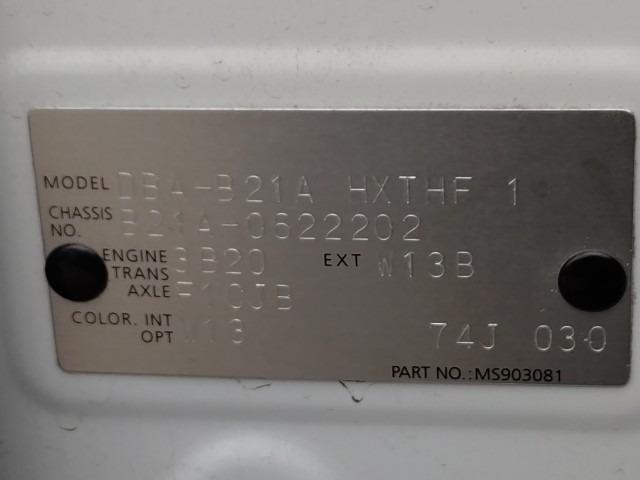 MODEL DBA-B21A HXTHF 1
CHASSIS NO. B21A-0622202
ENGINE 3B20 EXT W13B
TRANS AXLE F1CJB
COLOR. INT OPT W13 74J 030
PART NO.:MS903081